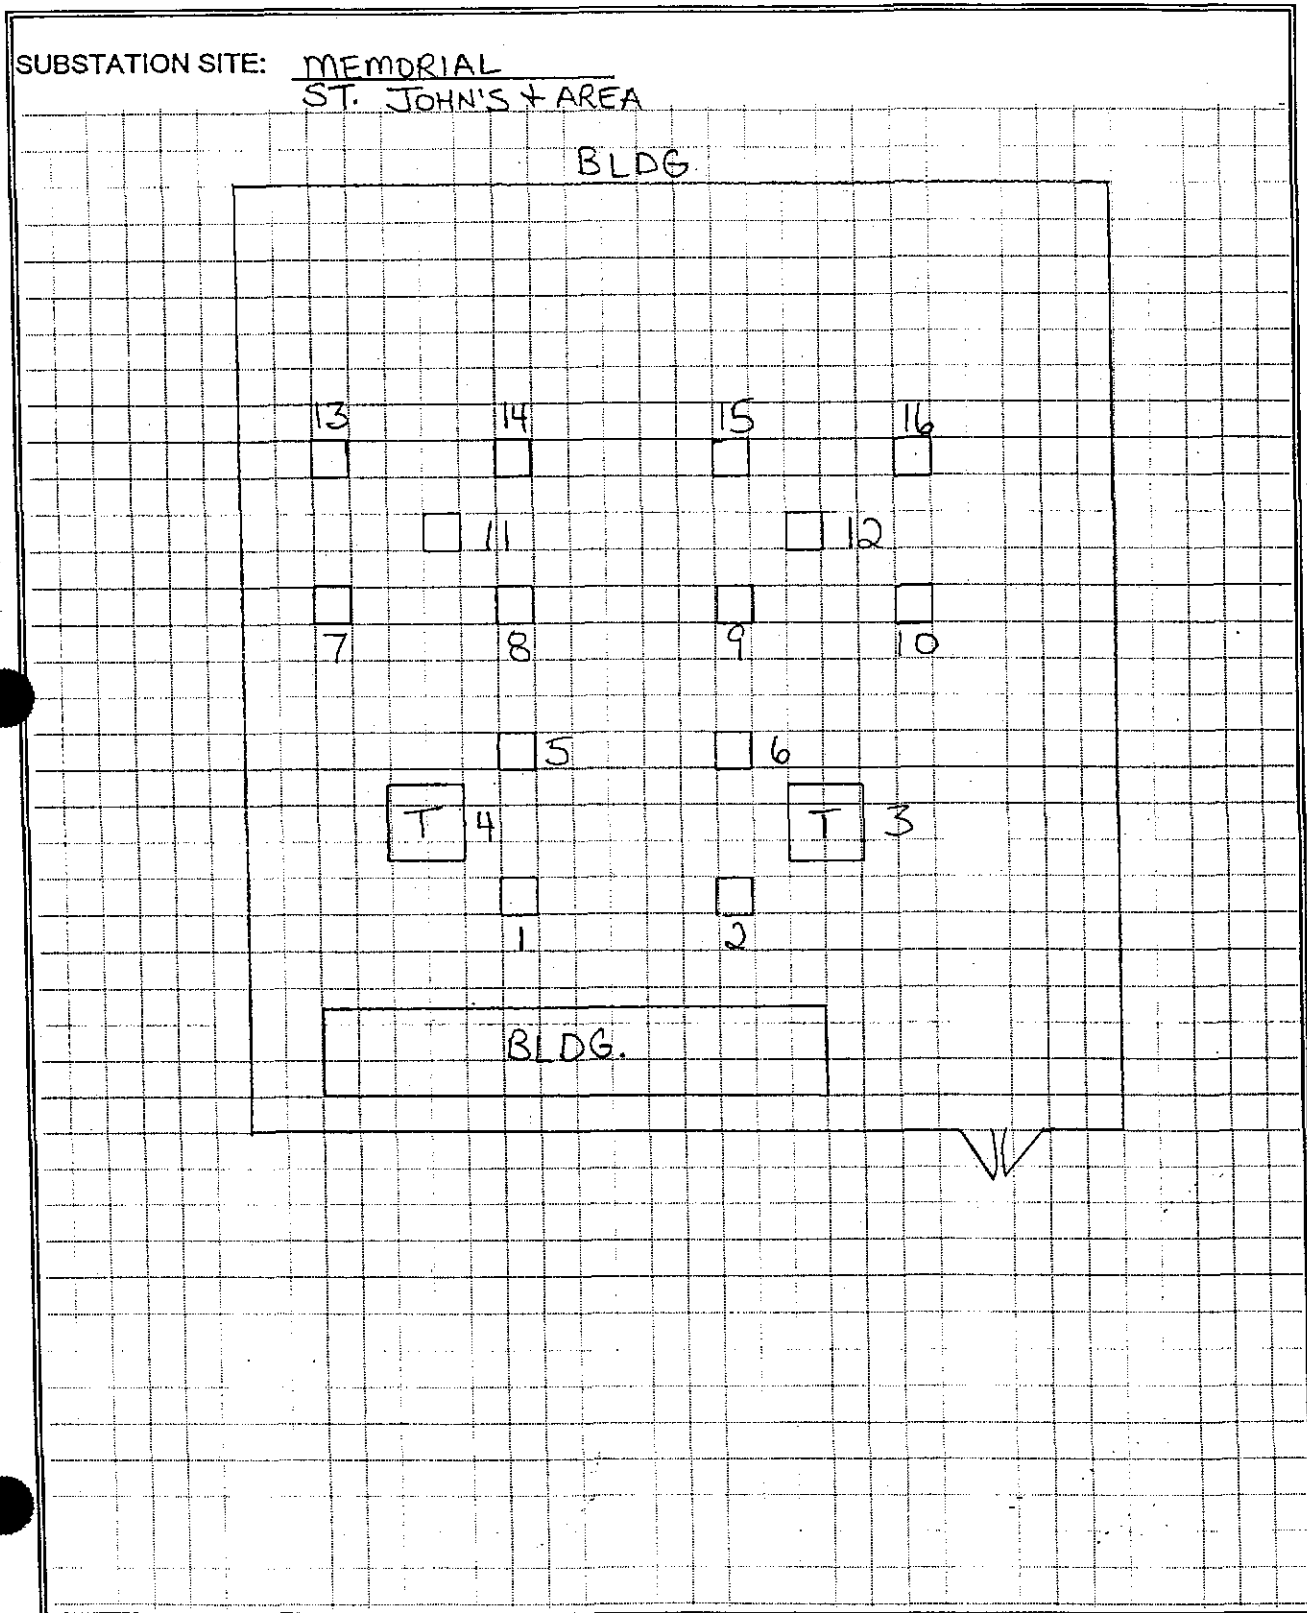 SUBSTATION SITE: MEMORIAL
ST. JOHN'S + AREA
BLDG.
13 14 15 16
11 12
7 8 9 10
5 6
T 4 T 3
1 2
BLDG.